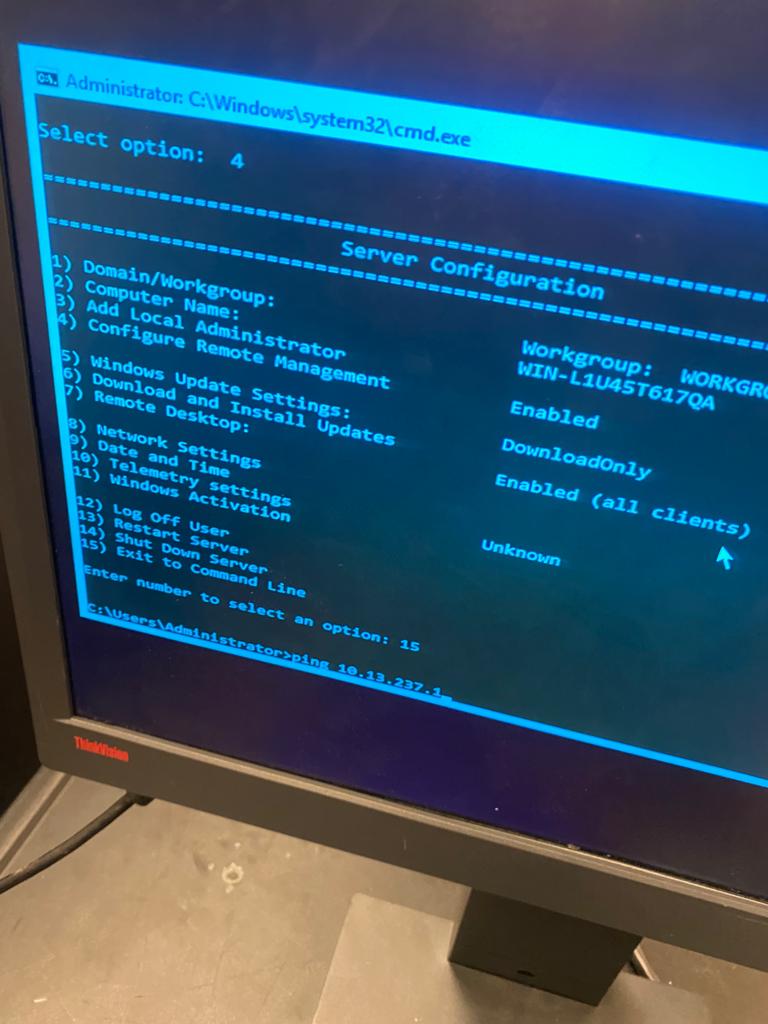 Administrator: C:\Windows\system32\cmd.exe
Select option: 4
Server Configuration
1) Domain/Workgroup: Workgroup: WORKGRO
2) Computer Name: WIN-L1U45T617QA
3) Add Local Administrator
4) Configure Remote Management Enabled
5) Windows Update Settings: DownloadOnly
6) Download and Install Updates
7) Remote Desktop: Enabled (all clients)
8) Network Settings
9) Date and Time
10) Telemetry settings Unknown
11) Windows Activation
12) Log Off User
13) Restart Server
14) Shut Down Server
15) Exit to Command Line
Enter number to select an option: 15
C:\Users\Administrator>ping 10.13.237.1_
ThinkVision